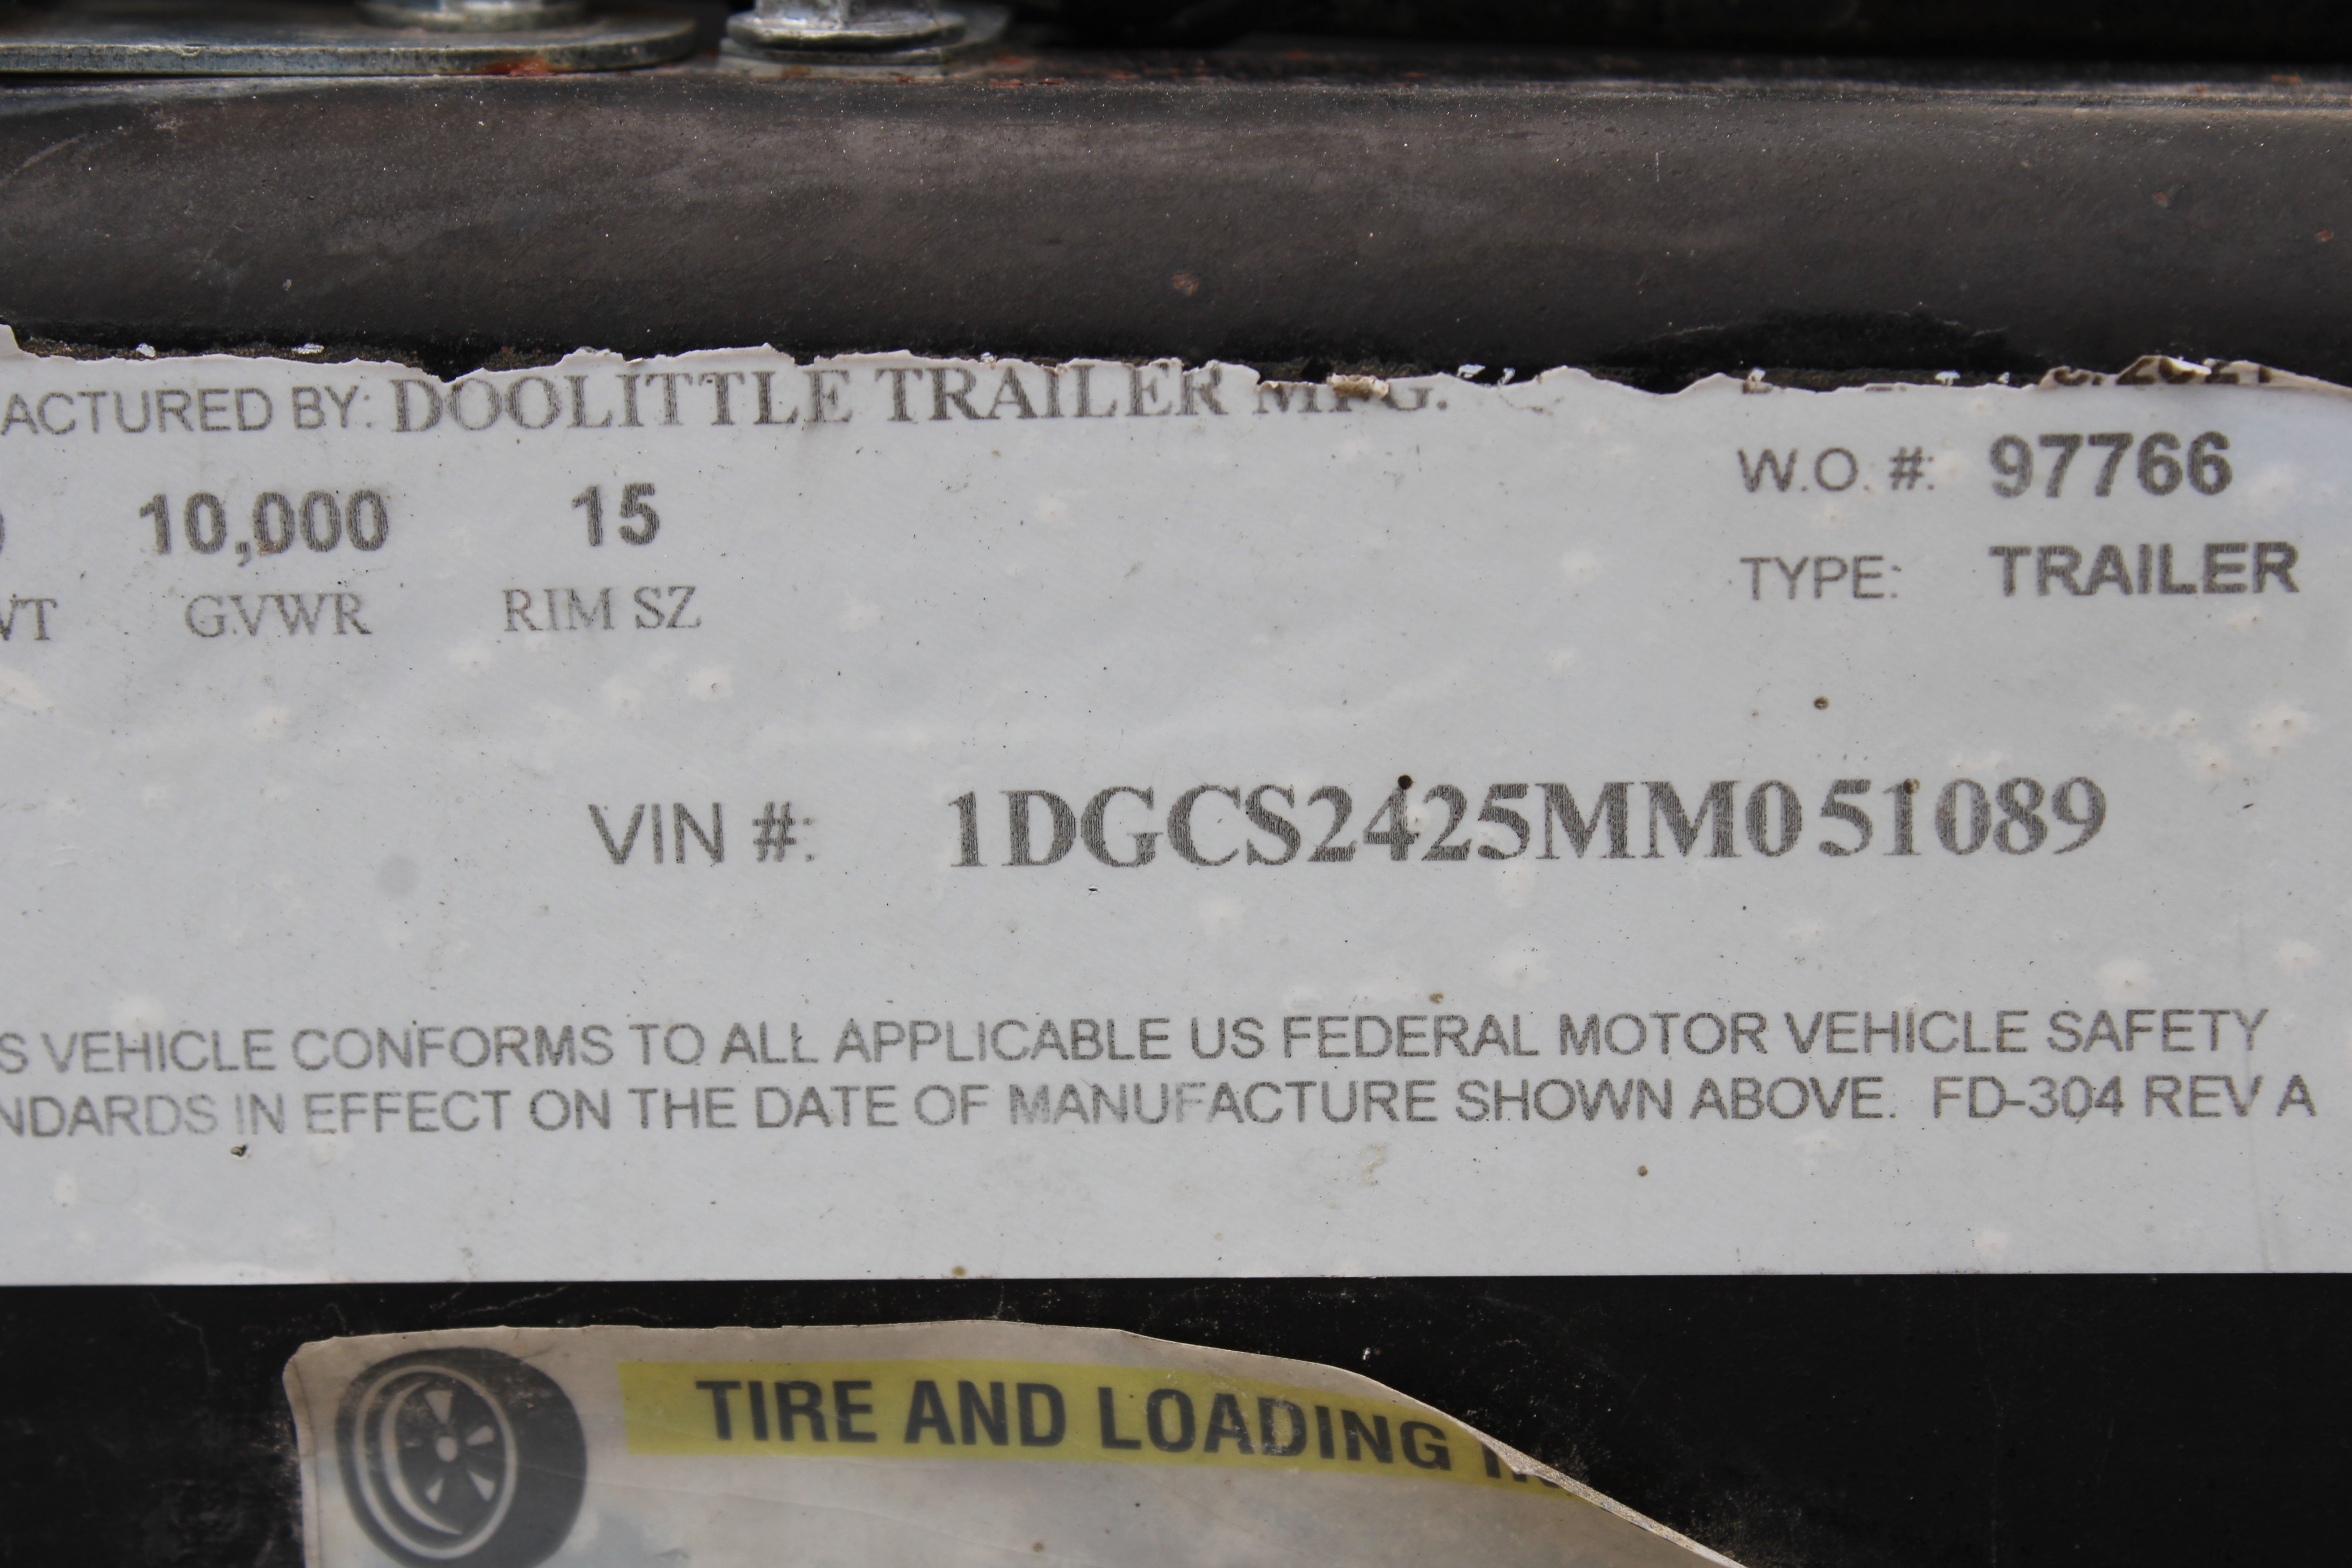 ACTURED BY: DOOLITTLE TRAILER MFG.
W.O. #: 97766
10,000 15
TYPE: TRAILER
GVWR RIM SZ
VIN #: 1DGCS2425MM051089
S VEHICLE CONFORMS TO ALL APPLICABLE US FEDERAL MOTOR VEHICLE SAFETY
NDARDS IN EFFECT ON THE DATE OF MANUFACTURE SHOWN ABOVE. FD-304 REV A
TIRE AND LOADING